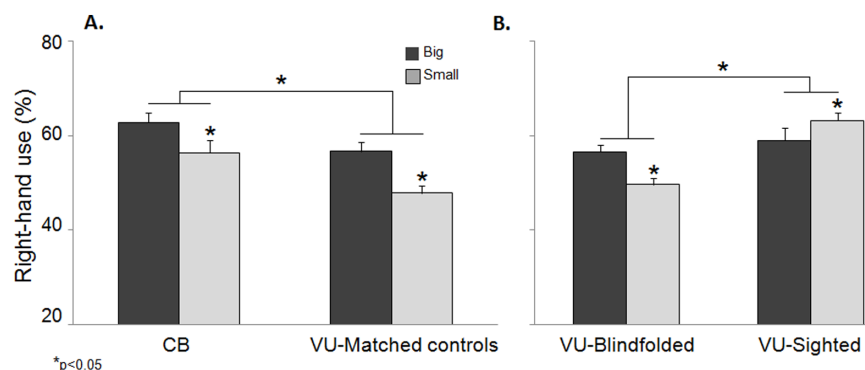 A.
B.
80
60
40
20
Right-hand use (%)
Big
Small
*
*
*
*
*
*
CB
VU-Matched controls
VU-Blindfolded
VU-Sighted
*p<0.05